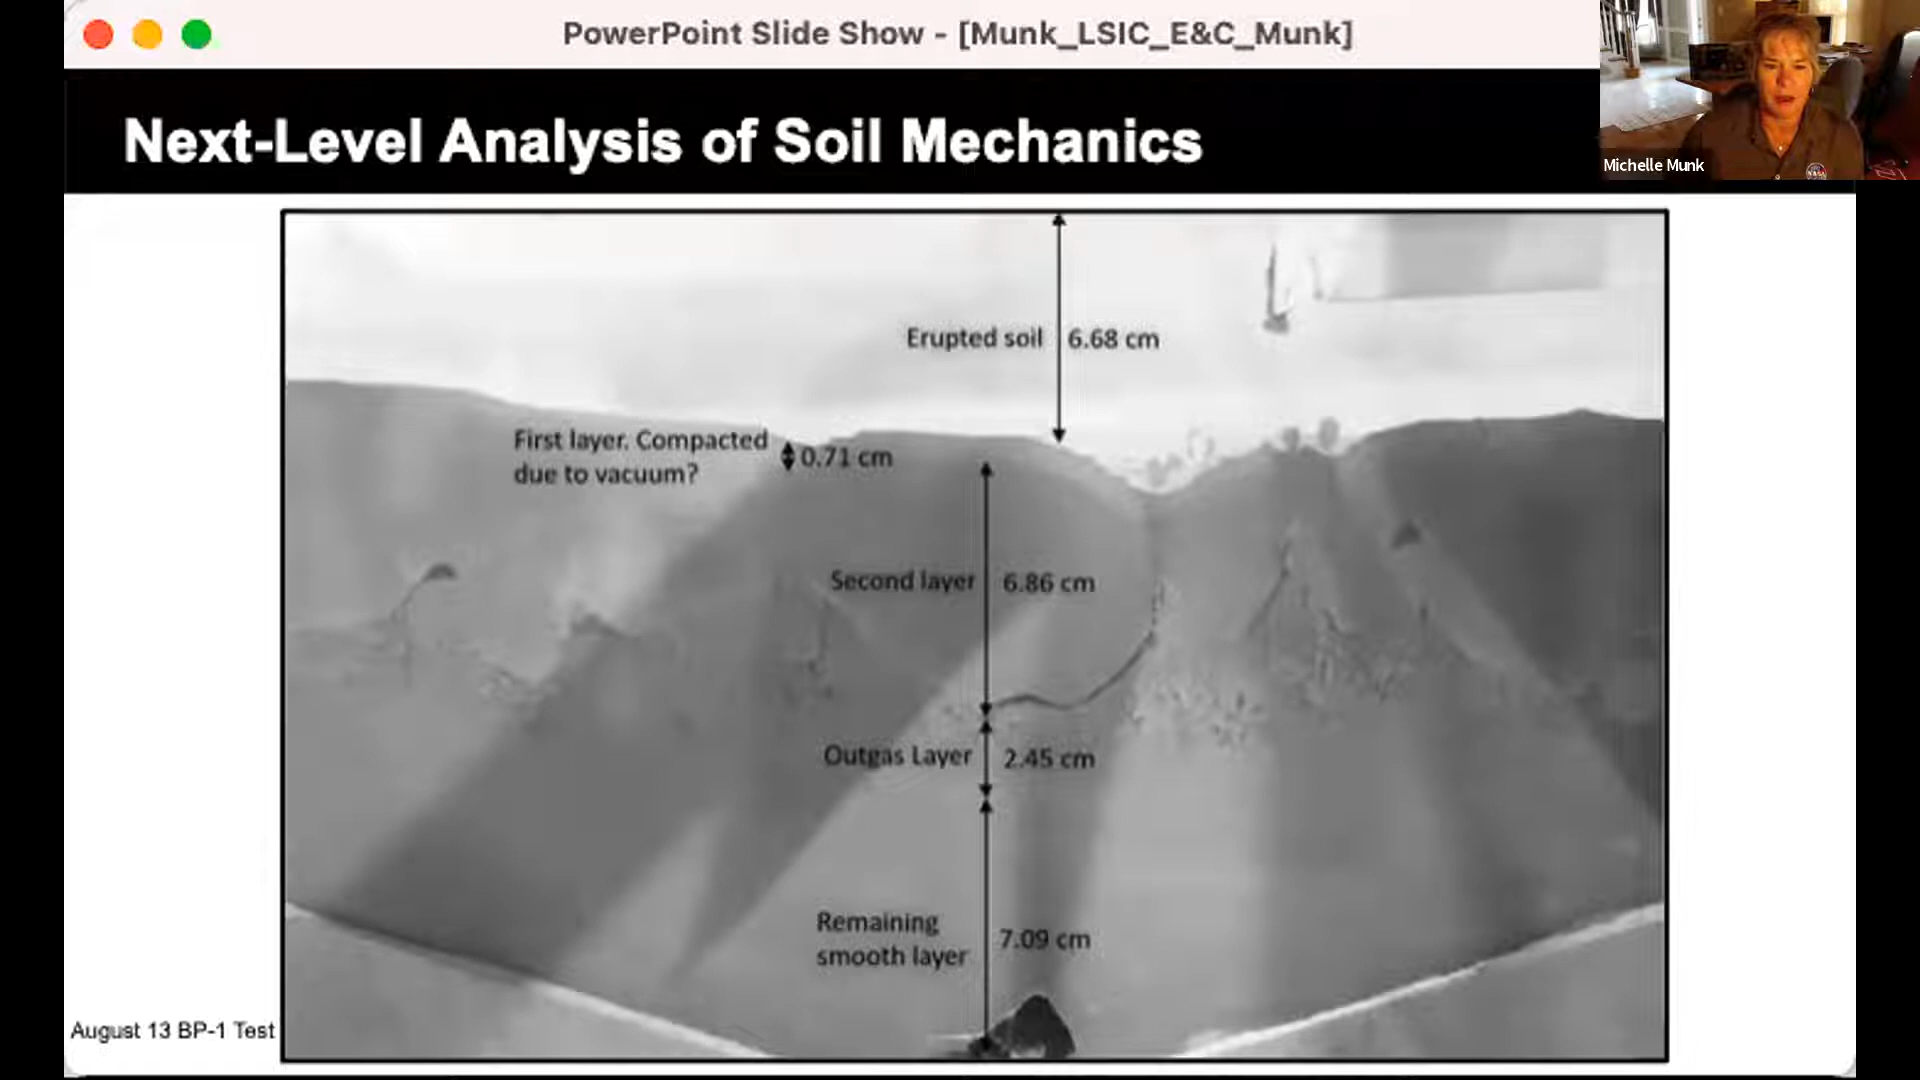 PowerPoint Slide Show - [Munk_LSIC_E&C_Munk]
Next-Level Analysis of Soil Mechanics
Michelle Munk
NASA
Erupted soil 6.68 cm
First layer. Compacted
due to vacuum?
0.71 cm
Second layer 6.86 cm
Outgas Layer 2.45 cm
Remaining
smooth layer
7.09 cm
August 13 BP-1 Test